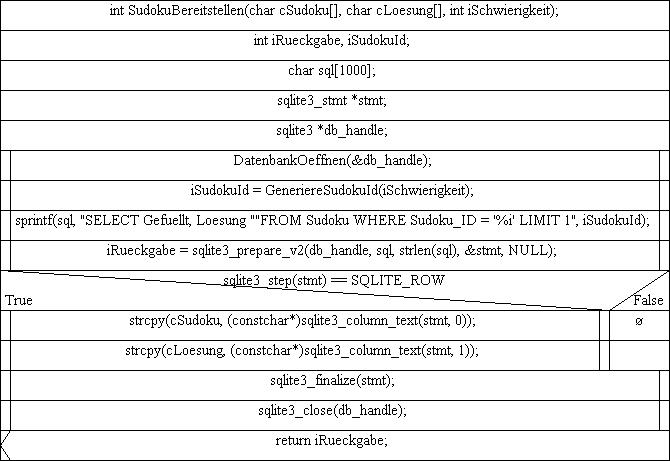 int SudokuBereitstellen(char cSudoku[], char cLoesung[], int iSchwierigkeit);
int iRueckgabe, iSudokuId;
char sql[1000];
sqlite3_stmt *stmt;
sqlite3 *db_handle;
DatenbankOeffnen(&db_handle);
iSudokuId = GeneriereSudokuId(iSchwierigkeit);
sprintf(sql, "SELECT Gefuellt, Loesung ""FROM Sudoku WHERE Sudoku_ID = '%i' LIMIT 1", iSudokuId);
iRueckgabe = sqlite3_prepare_v2(db_handle, sql, strlen(sql), &stmt, NULL);
sqlite3_step(stmt) == SQLITE_ROW
True False
strcpy(cSudoku, (constchar*)sqlite3_column_text(stmt, 0)); ø
strcpy(cLoesung, (constchar*)sqlite3_column_text(stmt, 1));
sqlite3_finalize(stmt);
sqlite3_close(db_handle);
return iRueckgabe;